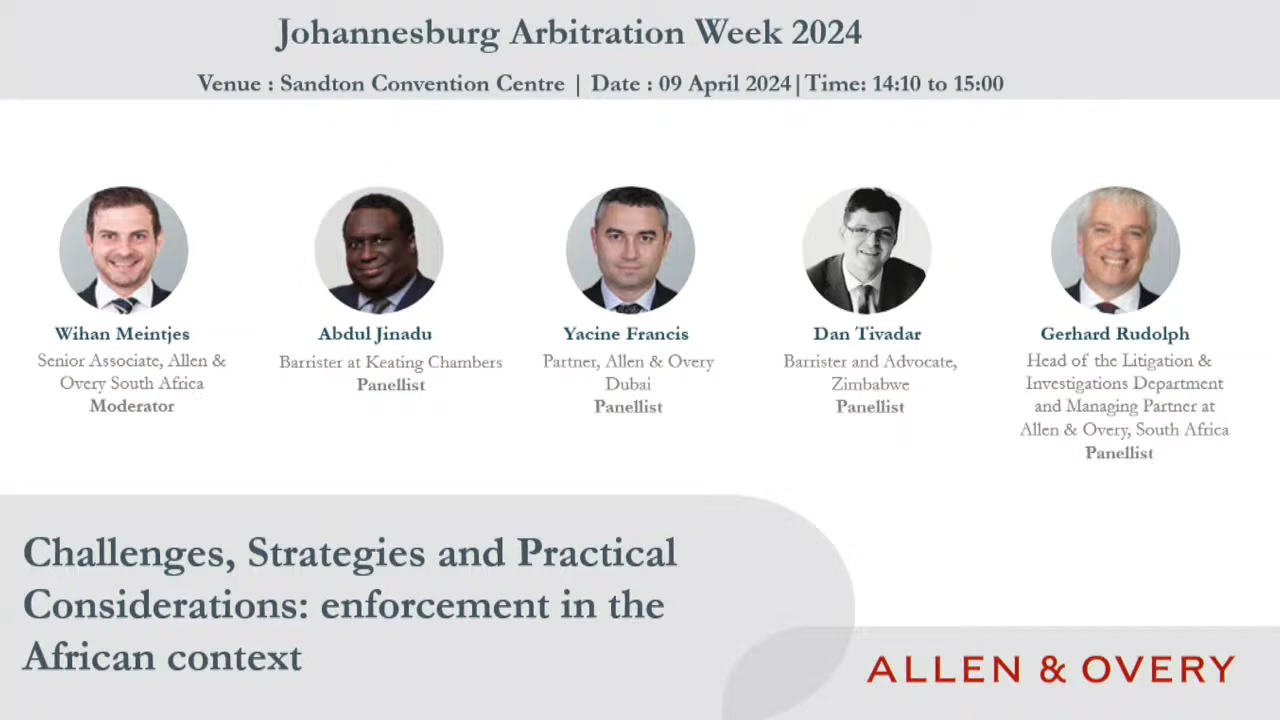 Johannesburg Arbitration Week 2024
Venue : Sandton Convention Centre | Date : 09 April 2024|Time: 14:10 to 15:00
Wihan Meintjes
Senior Associate, Allen &
Overy South Africa
Moderator
Abdul Jinadu
Barrister at Keating Chambers
Panellist
Yacine Francis
Partner, Allen & Overy
Dubai
Panellist
Dan Tivadar
Barrister and Advocate,
Zimbabwe
Panellist
Gerhard Rudolph
Head of the Litigation &
Investigations Department
and Managing Partner at
Allen & Overy, South Africa
Panellist
Challenges, Strategies and Practical
Considerations: enforcement in the
African context
ALLEN & OVERY